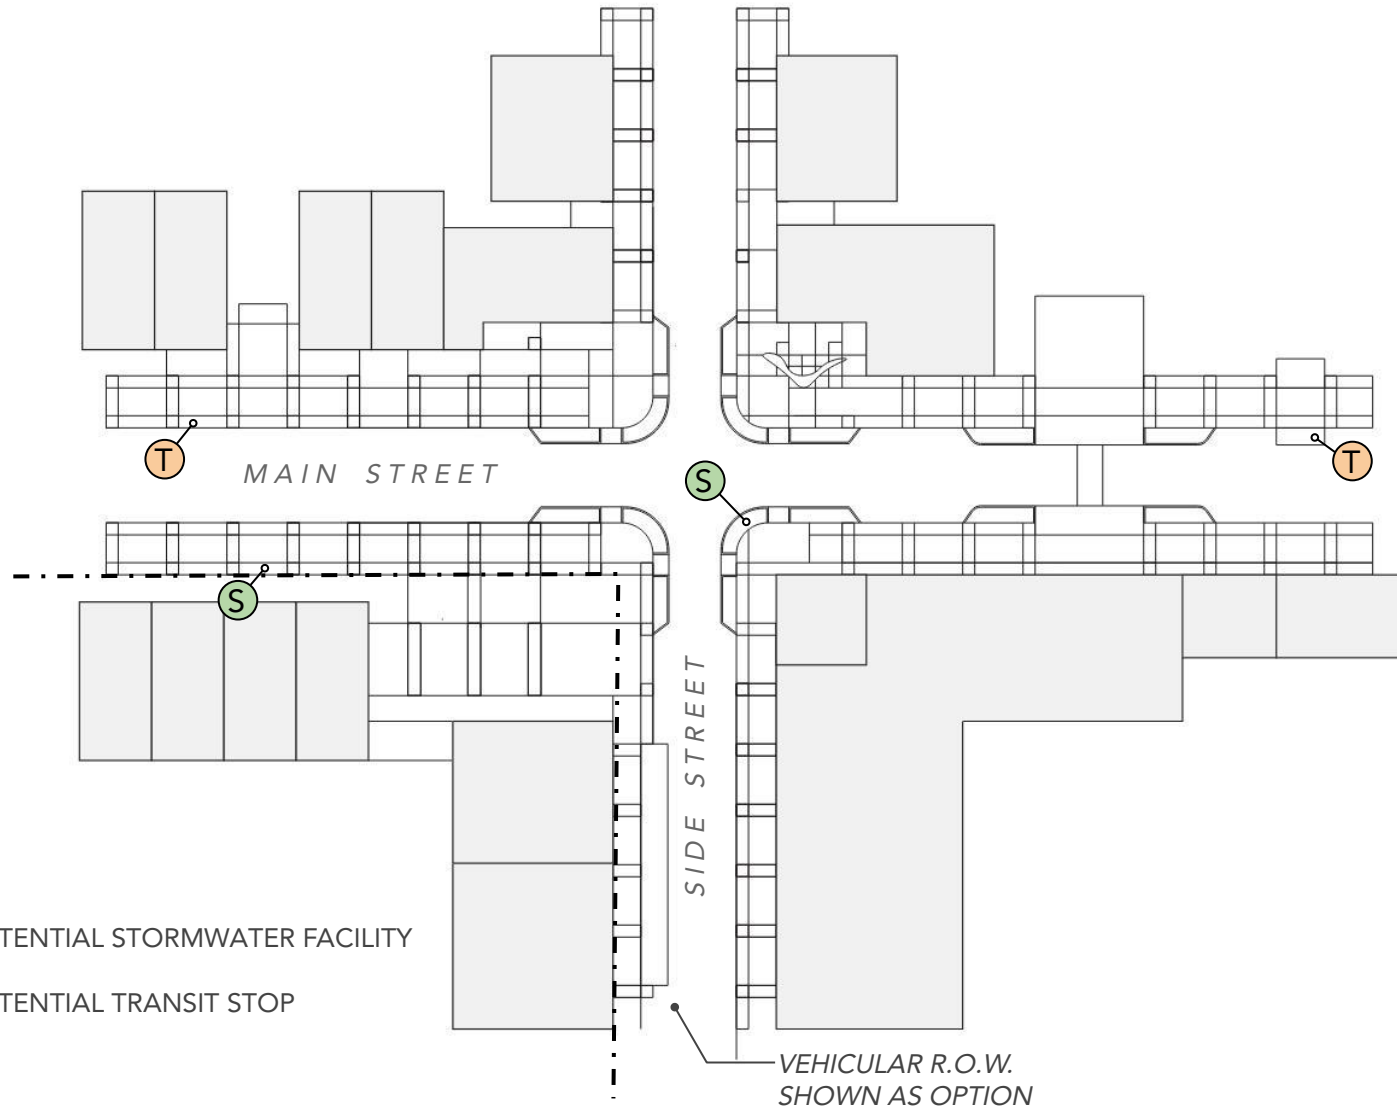 T
MAIN STREET
S
T
S
SIDE STREET
TENTIAL STORMWATER FACILITY
TENTIAL TRANSIT STOP
VEHICULAR R.O.W.
SHOWN AS OPTION